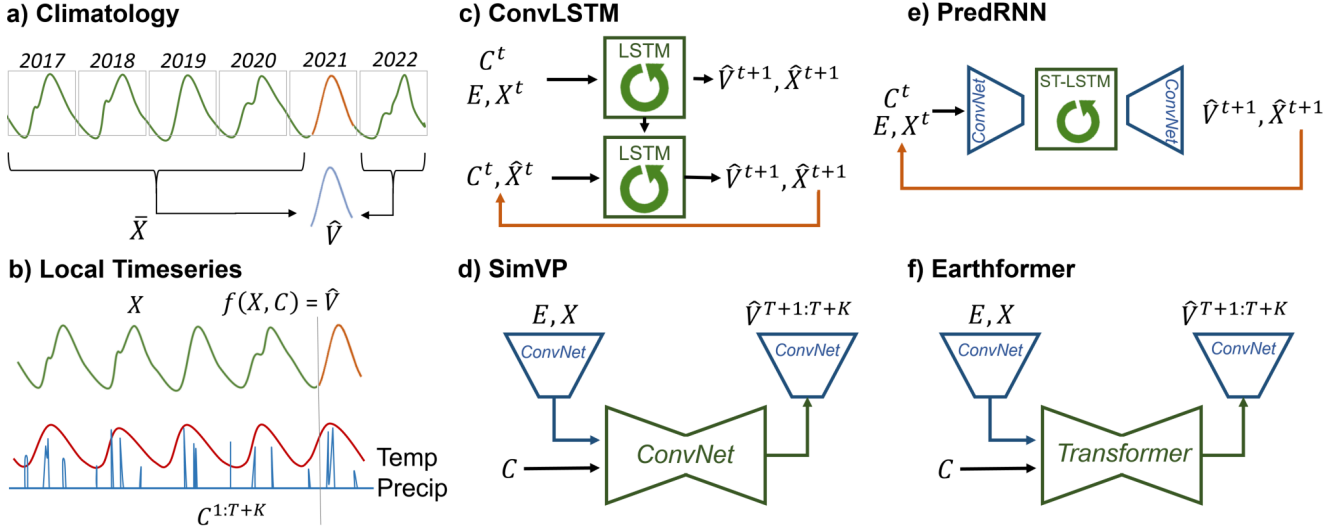 a) Climatology
2017 2018 2019 2020 2021 2022
X̄
V̂
b) Local Timeseries
X
f(X, C) = V̂
Temp
Precip
C^{1:T+K}
c) ConvLSTM
C^t
E, X^t
LSTM
V̂^{t+1}, X̂^{t+1}
C^t, X̂^t
LSTM
V̂^{t+1}, X̂^{t+1}
d) SimVP
E, X
V̂^{T+1:T+K}
ConvNet
ConvNet
C
ConvNet
e) PredRNN
C^t
E, X^t
ConvNet
ST-LSTM
ConvNet
V̂^{t+1}, X̂^{t+1}
f) Earthformer
E, X
V̂^{T+1:T+K}
ConvNet
ConvNet
C
Transformer